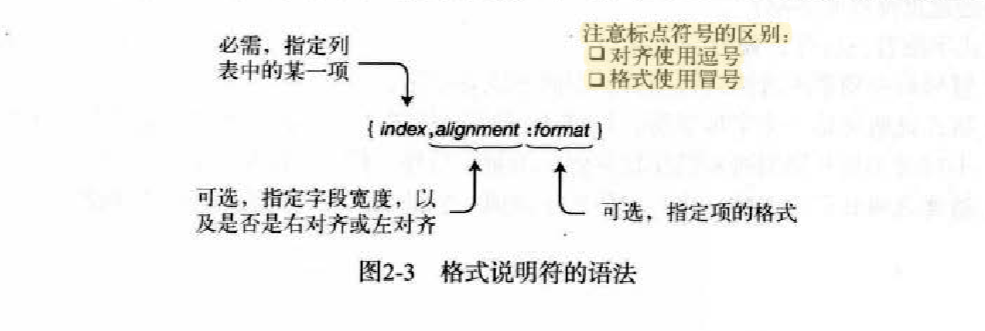 必需，指定列
表中的某一项
注意标点符号的区别：
❑ 对齐使用逗号
❑ 格式使用冒号
{ index,alignment :format }
可选，指定字段宽度，以
及是否是右对齐或左对齐
可选，指定项的格式
图2-3 格式说明符的语法